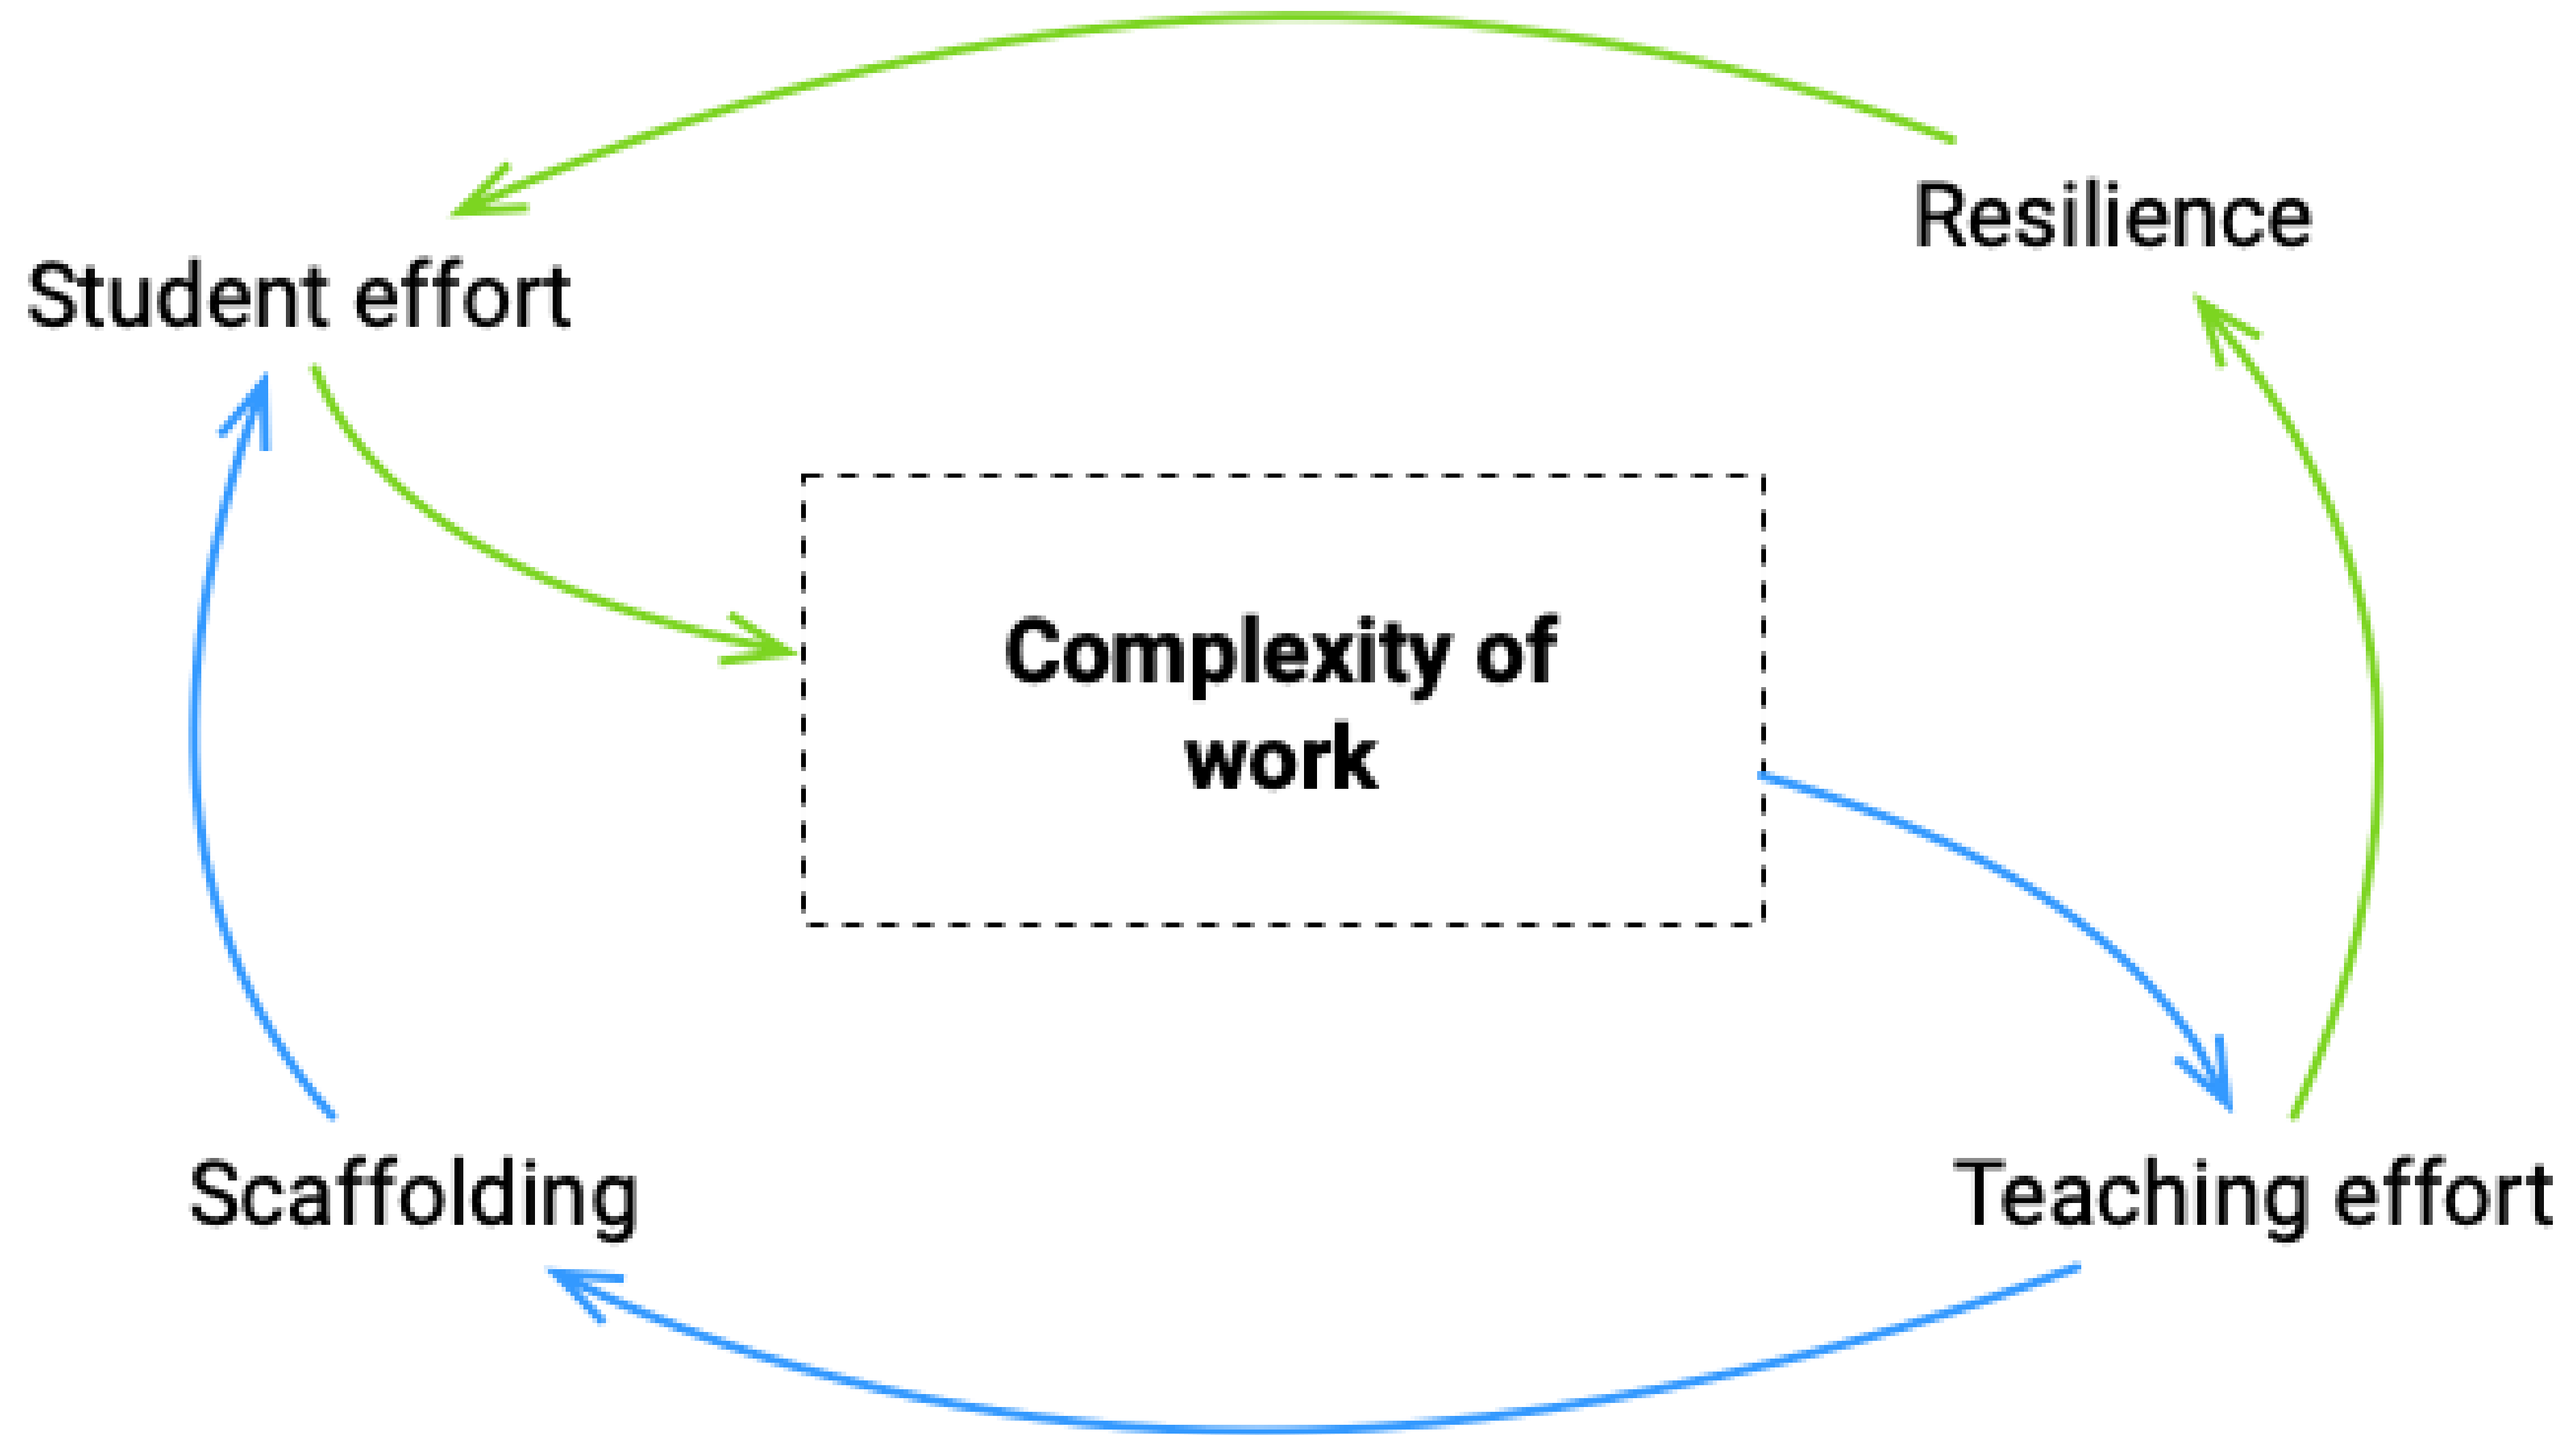 Resilience
Student effort
Complexity of
work
Scaffolding
Teaching effort